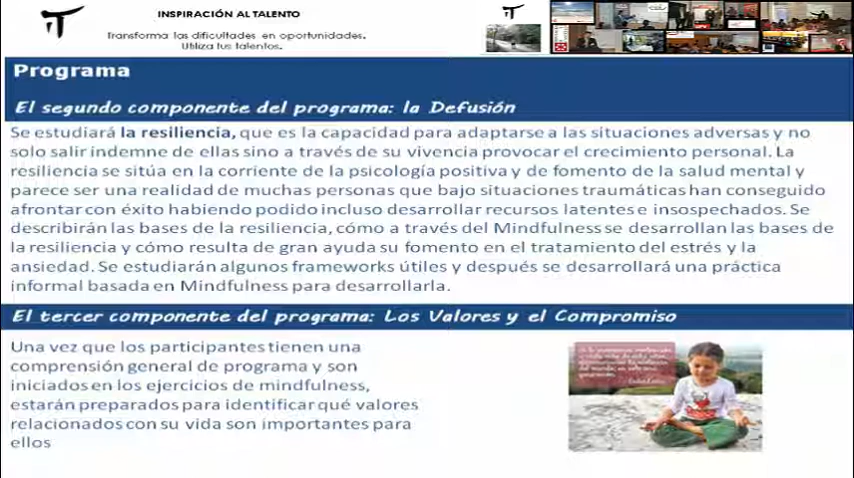 INSPIRACIÓN AL TALENTO
Transforma las dificultades en oportunidades.
Utiliza tus talentos.
Programa
El segundo componente del programa: la Defusión
Se estudiará la resiliencia, que es la capacidad para adaptarse a las situaciones adversas y no
solo salir indemne de ellas sino a través de su vivencia provocar el crecimiento personal. La
resiliencia se sitúa en la corriente de la psicología positiva y de fomento de la salud mental y
parece ser una realidad de muchas personas que bajo situaciones traumáticas han conseguido
afrontar con éxito habiendo podido incluso desarrollar recursos latentes e insospechados. Se
describirán las bases de la resiliencia, cómo a través del Mindfulness se desarrollan las bases de
la resiliencia y cómo resulta de gran ayuda su fomento en el tratamiento del estrés y la
ansiedad. Se estudiarán algunos frameworks útiles y después se desarrollará una práctica
informal basada en Mindfulness para desarrollarla.
El tercer componente del programa: Los Valores y el Compromiso
Una vez que los participantes tienen una
comprensión general de programa y son
iniciados en los ejercicios de mindfulness,
estarán preparados para identificar qué valores
relacionados con su vida son importantes para
ellos